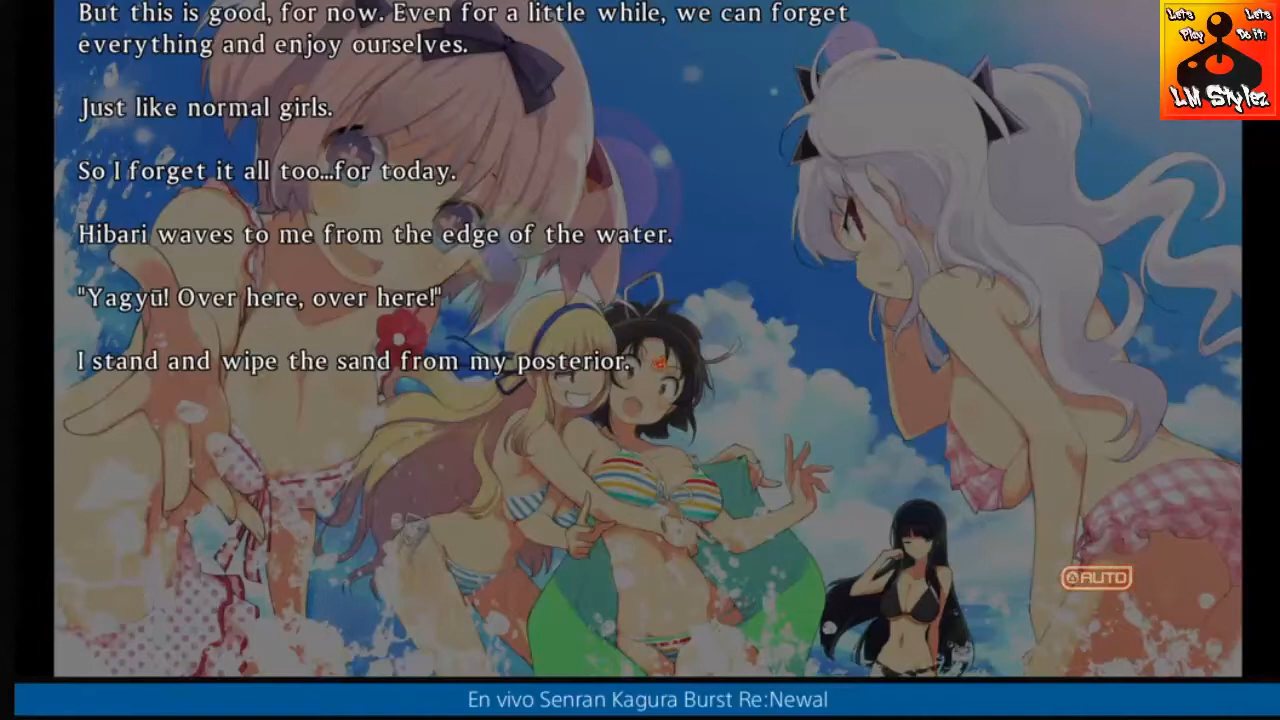 Lets Lets
Play Do it!
LM Stylez
But this is good, for now. Even for a little while, we can forget
everything and enjoy ourselves.
Just like normal girls.
So I forget it all too...for today.
Hibari waves to me from the edge of the water.
"Yagyū! Over here, over here!"
I stand and wipe the sand from my posterior.
AUTO
En vivo Senran Kagura Burst Re:Newal